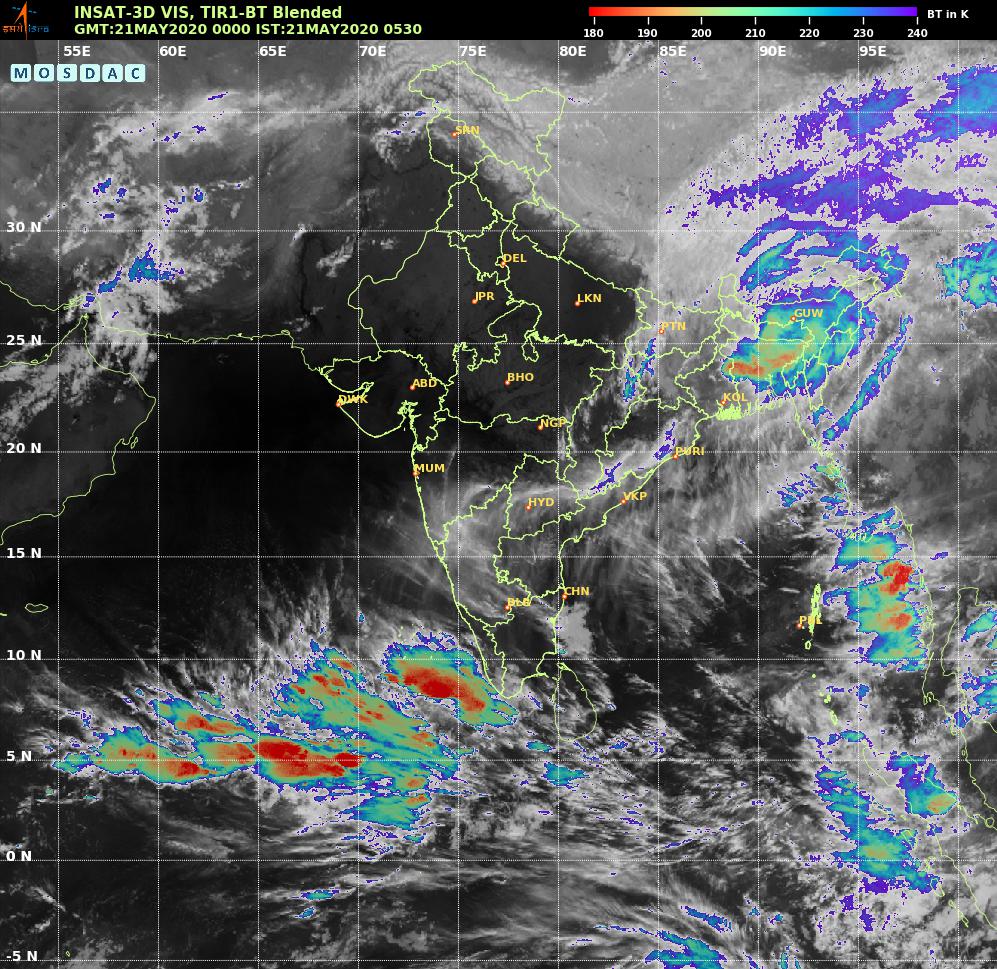 INSAT-3D VIS, TIR1-BT Blended
GMT:21MAY2020 0000 IST:21MAY2020 0530
BT in K
180 190 200 205 210 220 230 240
55E 60E 65E 70E 75E 80E 85E 90E 95E
MOSDAC
SRN
30 N
DEL
JPR
LKN
GUW
PTN
25 N
ABD
BHO
DWK
KOL
NGP
20 N
PURI
MUM
VKP
HYD
15 N
CHN
BLR
PBL
10 N
5 N
0 N
-5 N